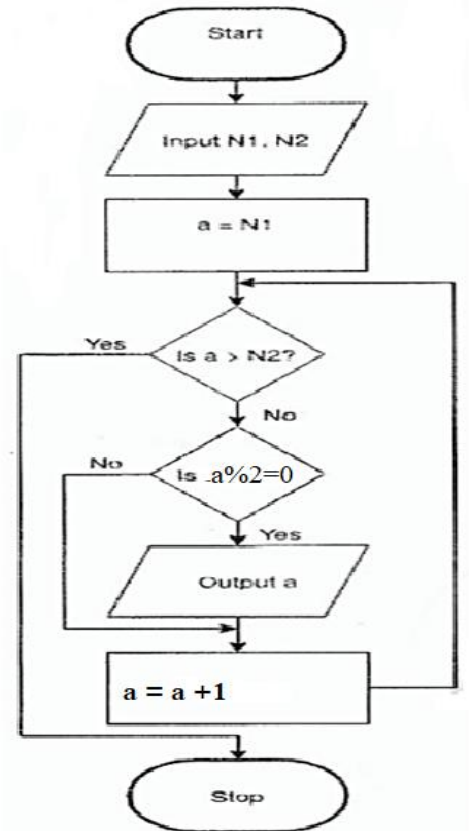 Start
Input N1, N2
a = N1
Is a > N2?
Yes
No
Is a%2=0
No
Yes
Output a
a = a +1
Stop